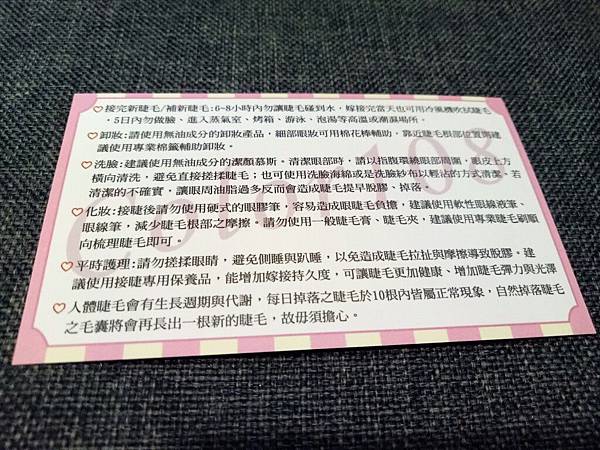 ♡接完新睫毛/補新睫毛:6~8小時內勿讓睫毛碰到水，嫁接完當天也可用冷風機吹試睫毛
，5日內勿做臉、進入蒸氣室、烤箱、游泳、泡湯等高溫或潮濕場所。
♡卸妝:請使用無油成分的卸妝產品，細部眼妝可用棉花棒輔助，靠近睫毛根部位置請建
議使用專業棉籤輔助卸妝。
♡洗臉:建議使用無油成分的潔顏慕斯。清潔眼部時，請以指腹環繞眼部周圍，眼皮上方
橫向清洗，避免直接搓揉睫毛；也可使用洗臉海綿或是洗臉紗布以輕沾的方式清潔、若
清潔的不確實，讓眼周油脂過多反而會造成睫毛提早脫膠、掉落。
♡化妝:接睫後請勿使用硬式的眼膠筆，容易造成眼睫毛負擔，建議使用軟性眼線液筆、
眼線筆，減少睫毛根部之摩擦。請勿使用一般睫毛膏、睫毛夾，建議使用專業睫毛刷順
向梳理睫毛即可。
♡平時護理:請勿搓揉眼睛，避免側睡與趴睡，以免造成睫毛拉扯與摩擦導致脫膠。建
議使用接睫專用保養品，能增加嫁接持久度，可讓睫毛更加健康、增加睫毛彈力與光澤
♡人體睫毛會有生長週期與代謝，每日掉落之睫毛於10根內皆屬正常現象，自然掉落睫毛
之毛囊將會再長出一根新的睫毛，故毋須擔心。